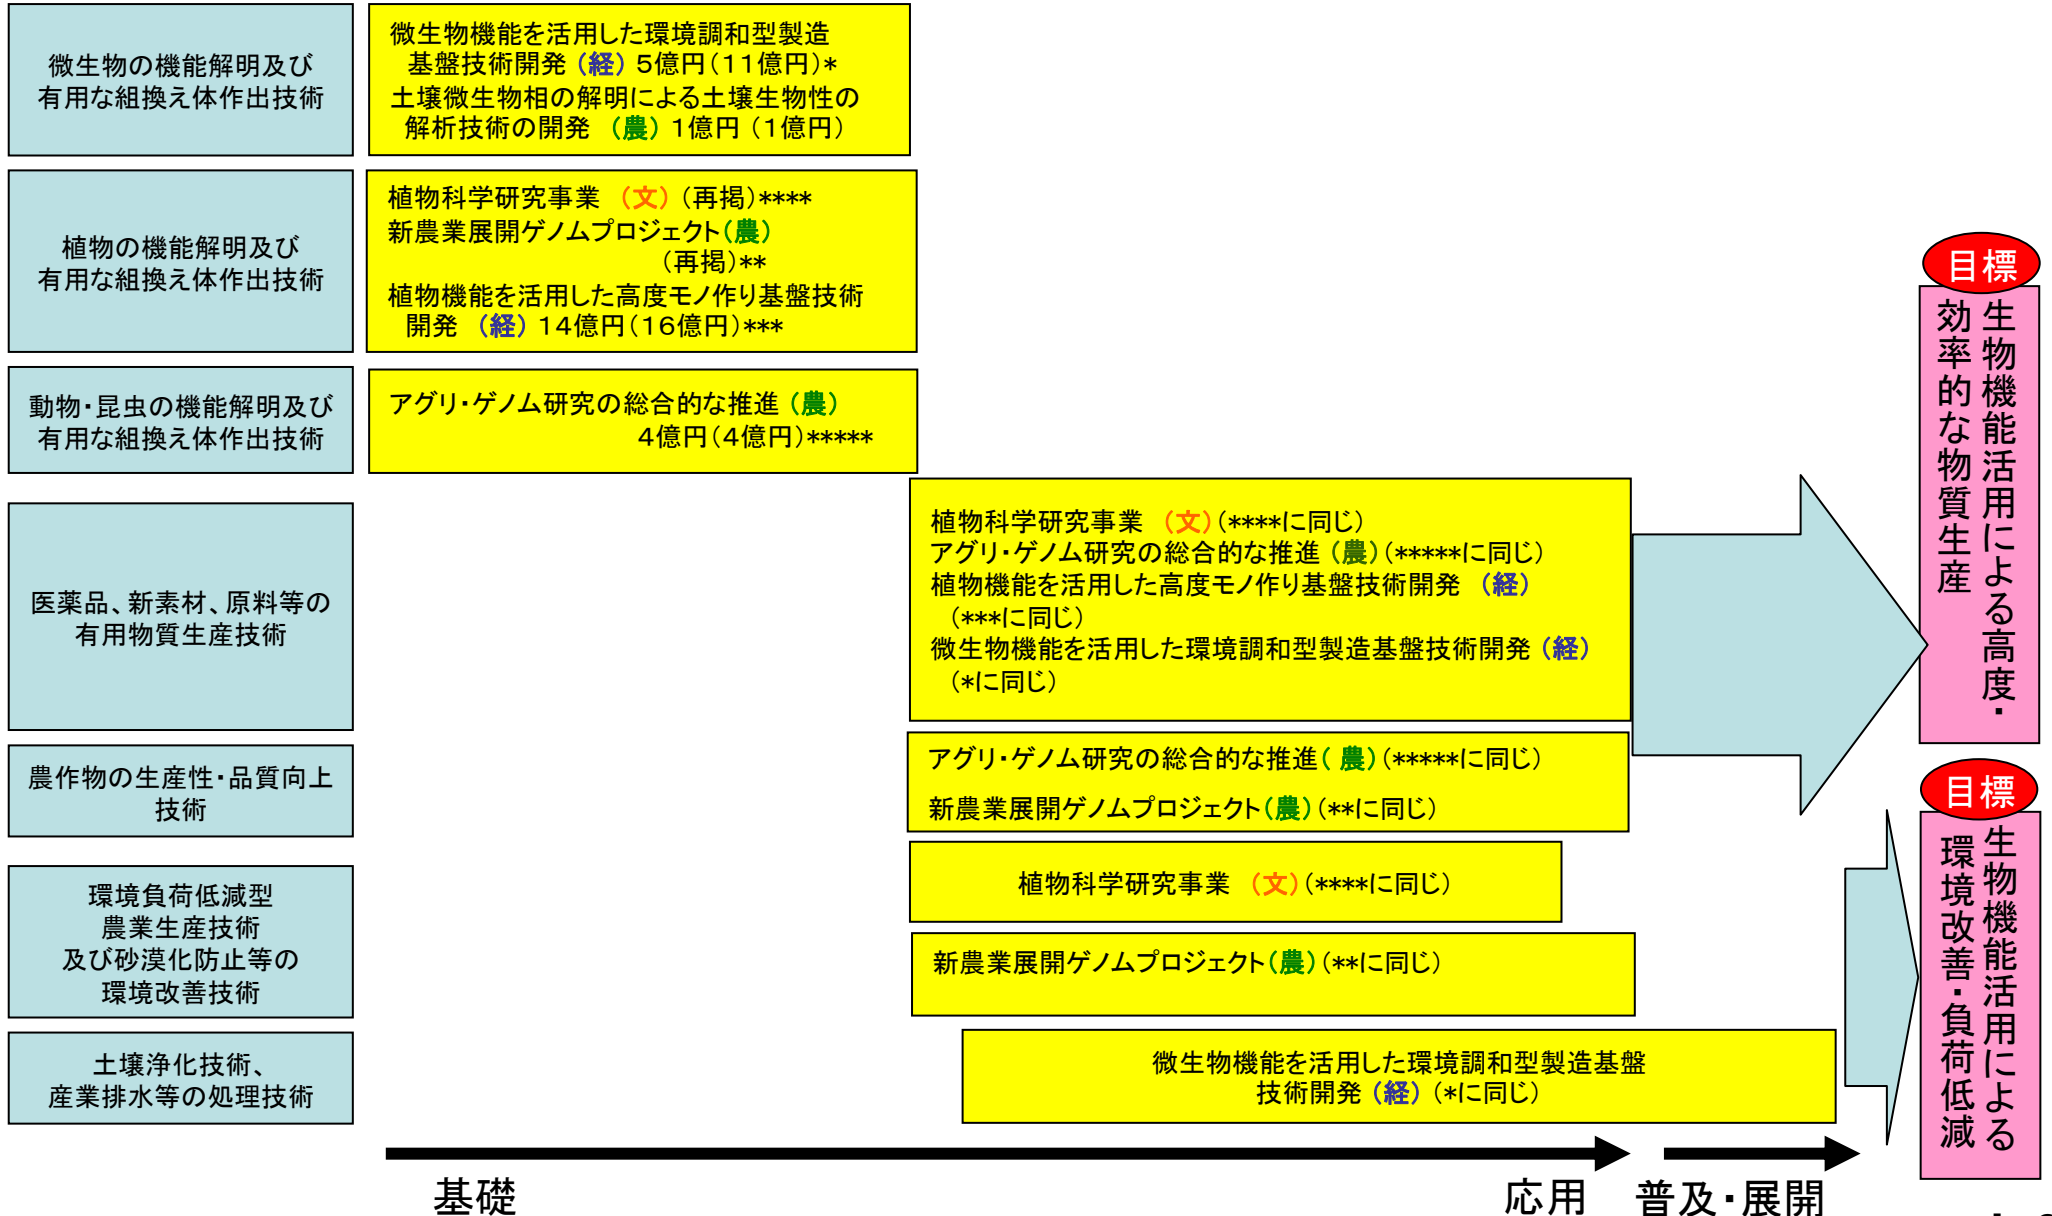 微生物の機能解明及び
有用な組換え体作出技術
微生物機能を活用した環境調和型製造
基盤技術開発（経）５億円（１１億円）*
土壌微生物相の解明による土壌生物性の
解析技術の開発 （農）１億円（１億円）
植物の機能解明及び
有用な組換え体作出技術
植物科学研究事業 （文）（再掲）****
新農業展開ゲノムプロジェクト（農）
（再掲）**
植物機能を活用した高度モノ作り基盤技術
開発 （経）１４億円（１６億円）***
動物・昆虫の機能解明及び
有用な組換え体作出技術
アグリ・ゲノム研究の総合的な推進（農）
４億円（４億円）*****
医薬品、新素材、原料等の
有用物質生産技術
植物科学研究事業 （文）（****に同じ）
アグリ・ゲノム研究の総合的な推進（農）（*****に同じ）
植物機能を活用した高度モノ作り基盤技術開発 （経）
（***に同じ）
微生物機能を活用した環境調和型製造基盤技術開発（経）
（*に同じ）
農作物の生産性・品質向上
技術
アグリ・ゲノム研究の総合的な推進（ 農）（*****に同じ）
新農業展開ゲノムプロジェクト（農）（**に同じ）
環境負荷低減型
農業生産技術
及び砂漠化防止等の
環境改善技術
植物科学研究事業 （文）（****に同じ）
新農業展開ゲノムプロジェクト（農）（**に同じ）
土壌浄化技術、
産業排水等の処理技術
微生物機能を活用した環境調和型製造基盤
技術開発（経）（*に同じ）
目標
生物機能活用による高度・
効率的な物質生産
目標
生物機能活用による
環境改善・負荷低減
基礎
応用
普及・展開